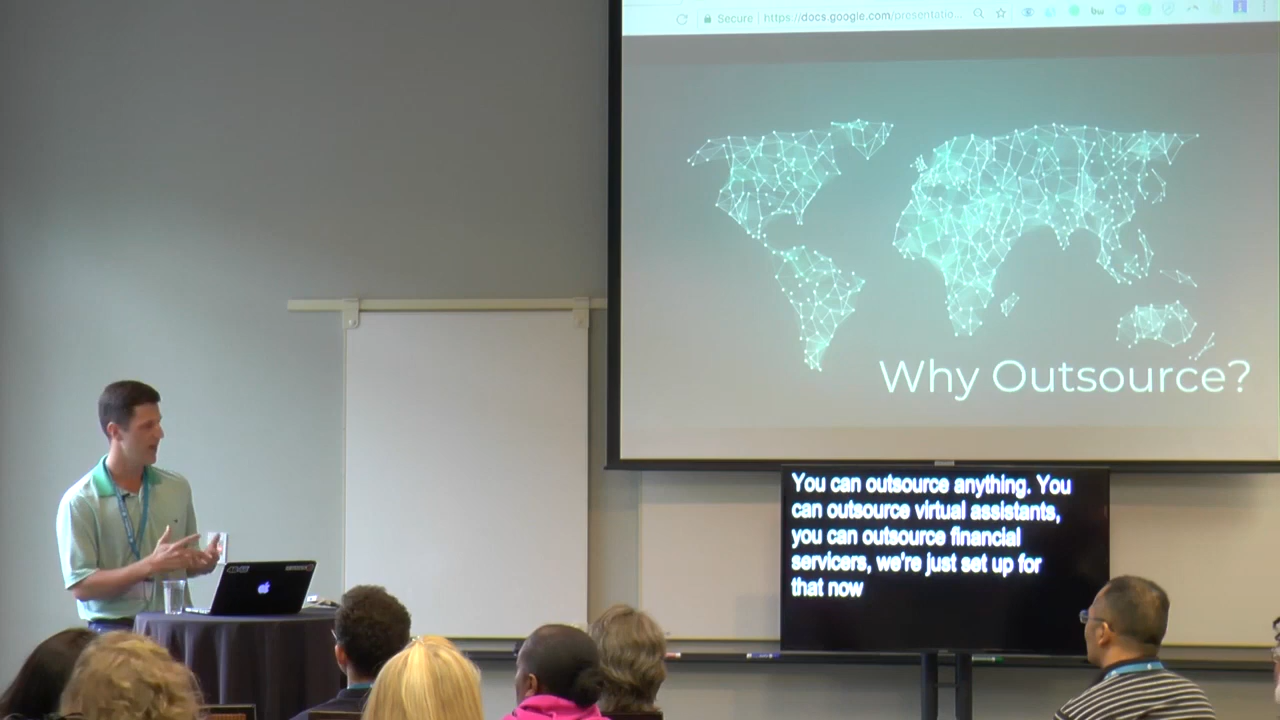 Secure | https://docs.google.com/presentatio...
Why Outsource?
You can outsource anything. You
can outsource virtual assistants,
you can outsource financial
servicers, we're just set up for
that now